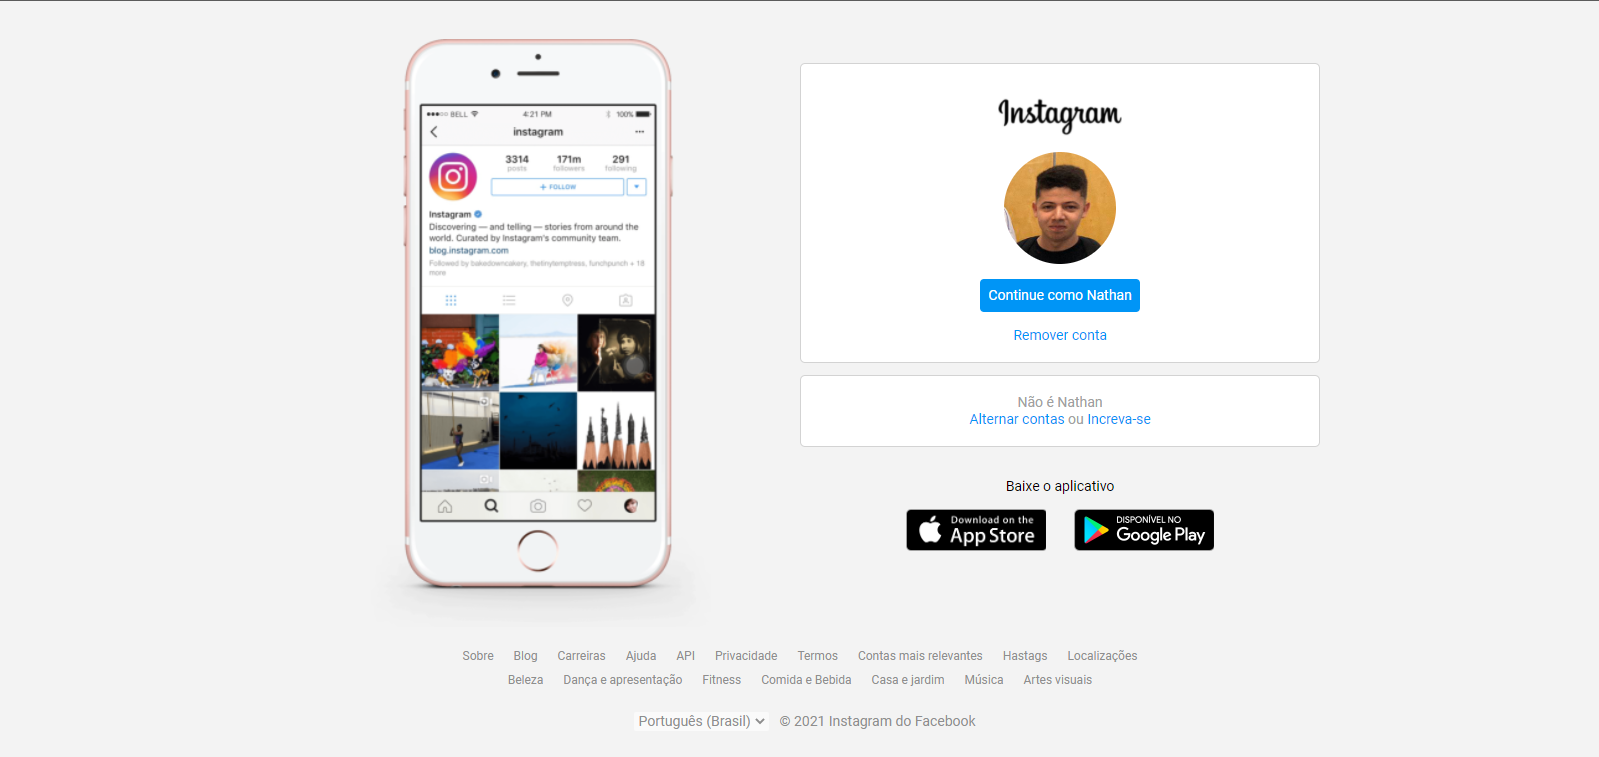 BELL 4:21 PM 100%
instagram
3314 171m 291
posts followers following
+ FOLLOW
Instagram
Discovering — and telling — stories from around the
world. Curated by Instagram's community team.
blog.instagram.com
Followed by bakedowncakery, thetinytemptress, funchpunch + 16
more
Instagram
Continue como Nathan
Remover conta
Não é Nathan
Alternar contas ou Increva-se
Baixe o aplicativo
Download on the
App Store
DISPONÍVEL NO
Google Play
Sobre Blog Carreiras Ajuda API Privacidade Termos Contas mais relevantes Hastags Localizações
Beleza Dança e apresentação Fitness Comida e Bebida Casa e jardim Música Artes visuais
Português (Brasil) © 2021 Instagram do Facebook